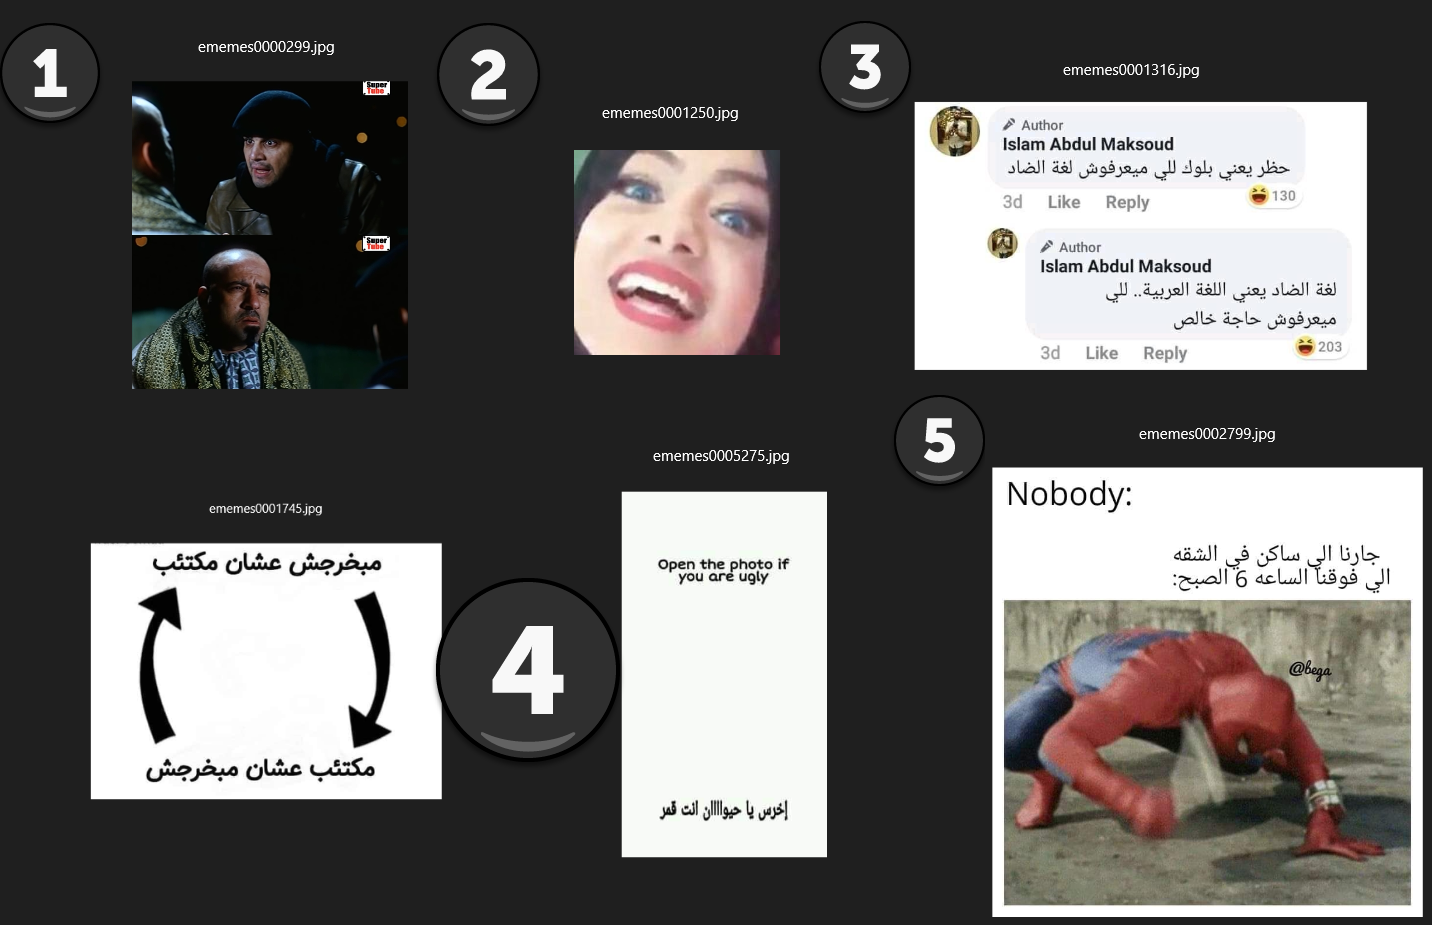 1
ememes0000299.jpg
Super
Tube
Super
Tube
2
ememes0001250.jpg
3
ememes0001316.jpg
Author
Islam Abdul Maksoud
حظر يعني بلوك للي ميعرفوش لغة الضاد
3d Like Reply
130
Author
Islam Abdul Maksoud
لغة الضاد يعني اللغة العربية.. للي
ميعرفوش حاجة خالص
3d Like Reply
203
ememes0001745.jpg
مبخرجش عشان مكتئب
مكتئب عشان مبخرجش
4
ememes0005275.jpg
Open the photo if
you are ugly
إخرس يا حيواااان انت قمر
5
ememes0002799.jpg
Nobody:
جارنا الي ساكن في الشقه
الي فوقنا الساعه 6 الصبح:
@bega